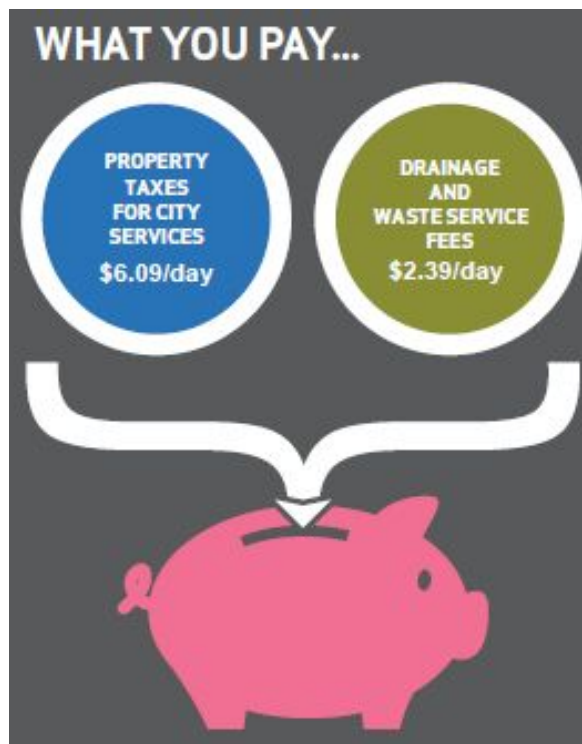 WHAT YOU PAY...
PROPERTY
TAXES
FOR CITY
SERVICES
$6.09/day
DRAINAGE
AND
WASTE SERVICE
FEES
$2.39/day